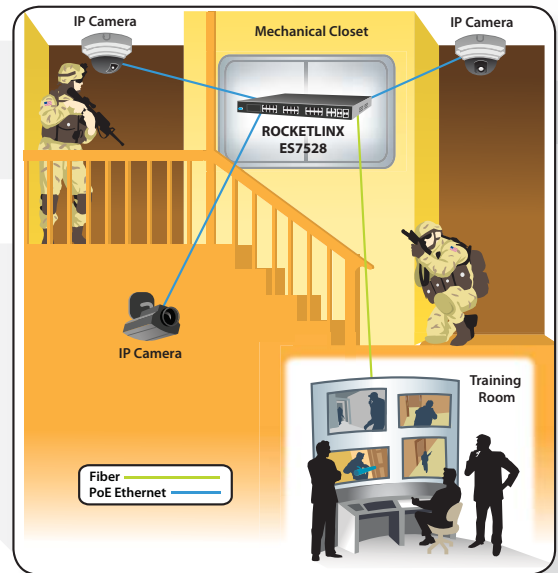 IP Camera
Mechanical Closet
IP Camera
ROCKETLINX
ES7528
IP Camera
Training
Room
Fiber
PoE Ethernet